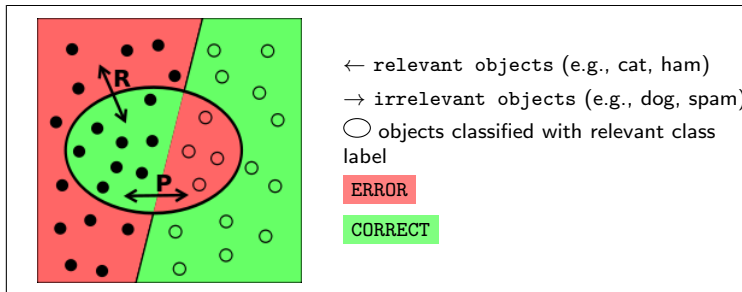 R
P
← relevant objects (e.g., cat, ham)
→ irrelevant objects (e.g., dog, spam)
objects classified with relevant class
label
ERROR
CORRECT